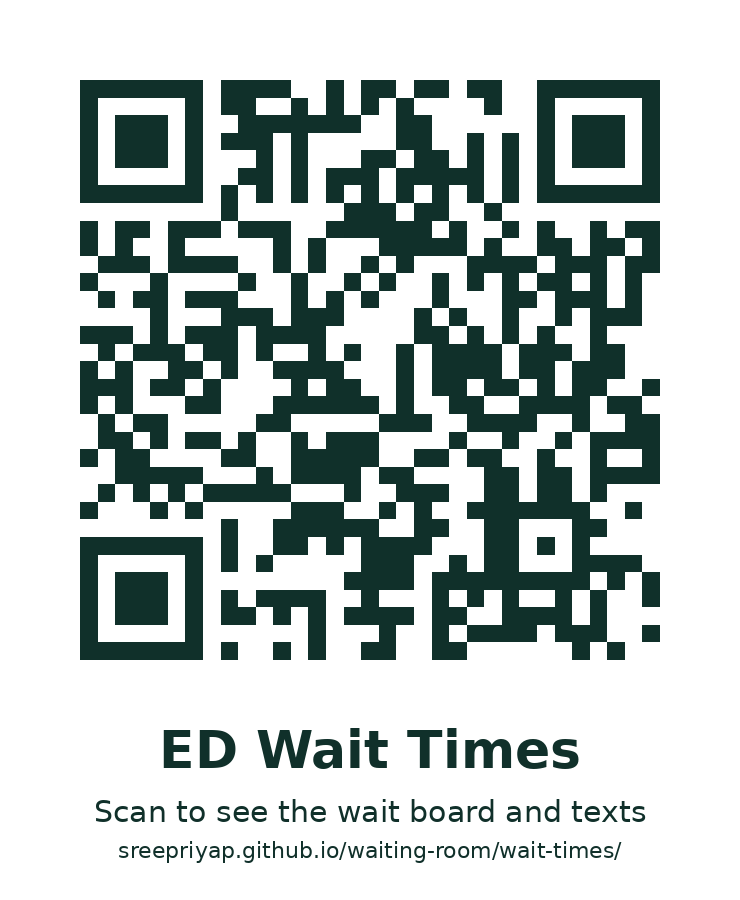 ED Wait Times
Scan to see the wait board and texts
sreepriyap.github.io/waiting-room/wait-times/